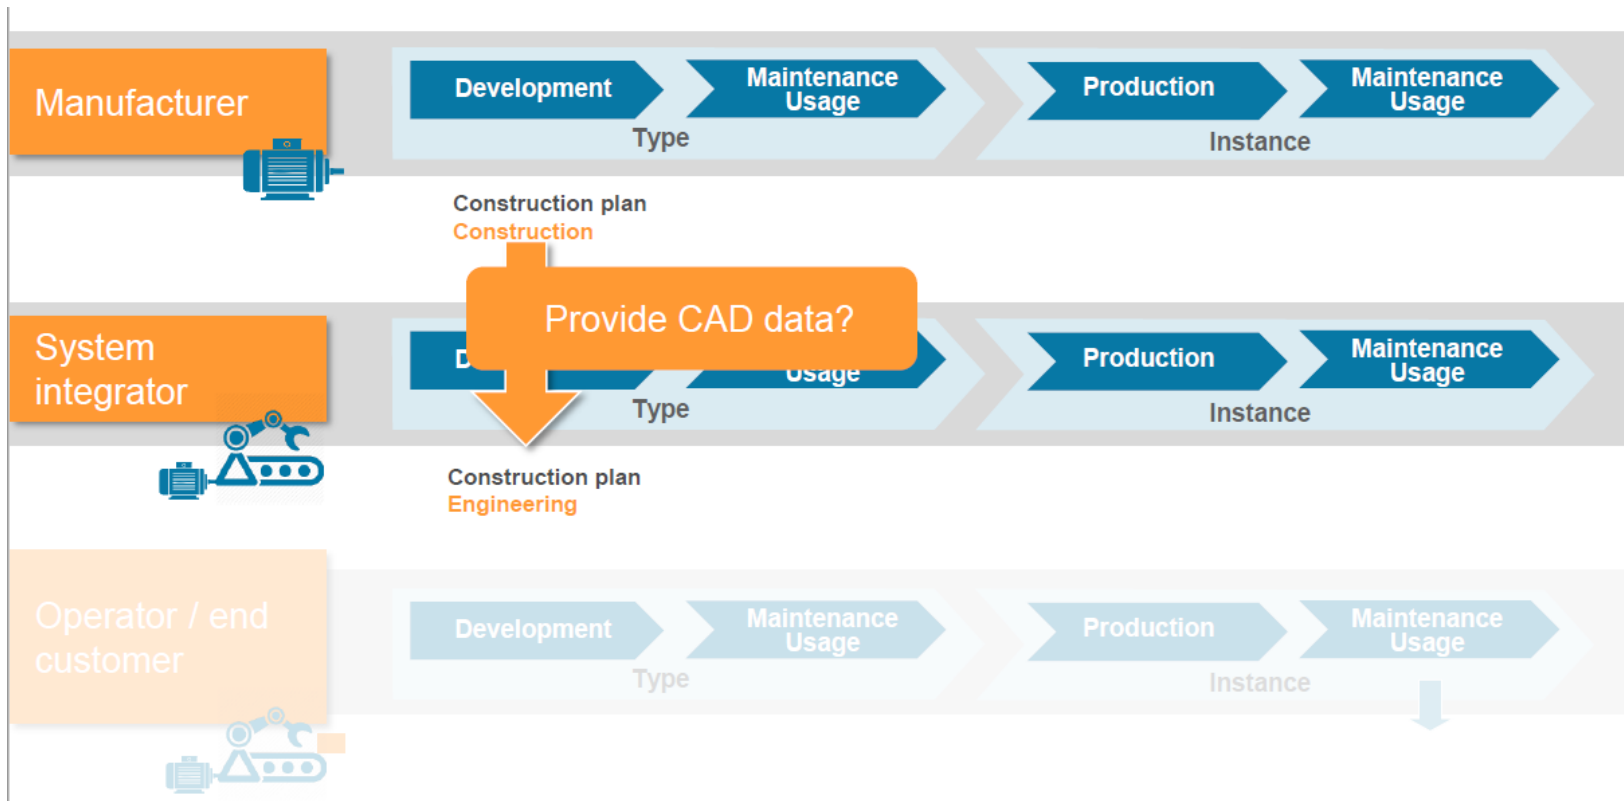 Manufacturer
Development
Maintenance
Usage
Type
Production
Maintenance
Usage
Instance
Construction plan
Construction
Provide CAD data?
System
integrator
D
Usage
Type
Production
Maintenance
Usage
Instance
Construction plan
Engineering
Operator / end
customer
Development
Maintenance
Usage
Type
Production
Maintenance
Usage
Instance